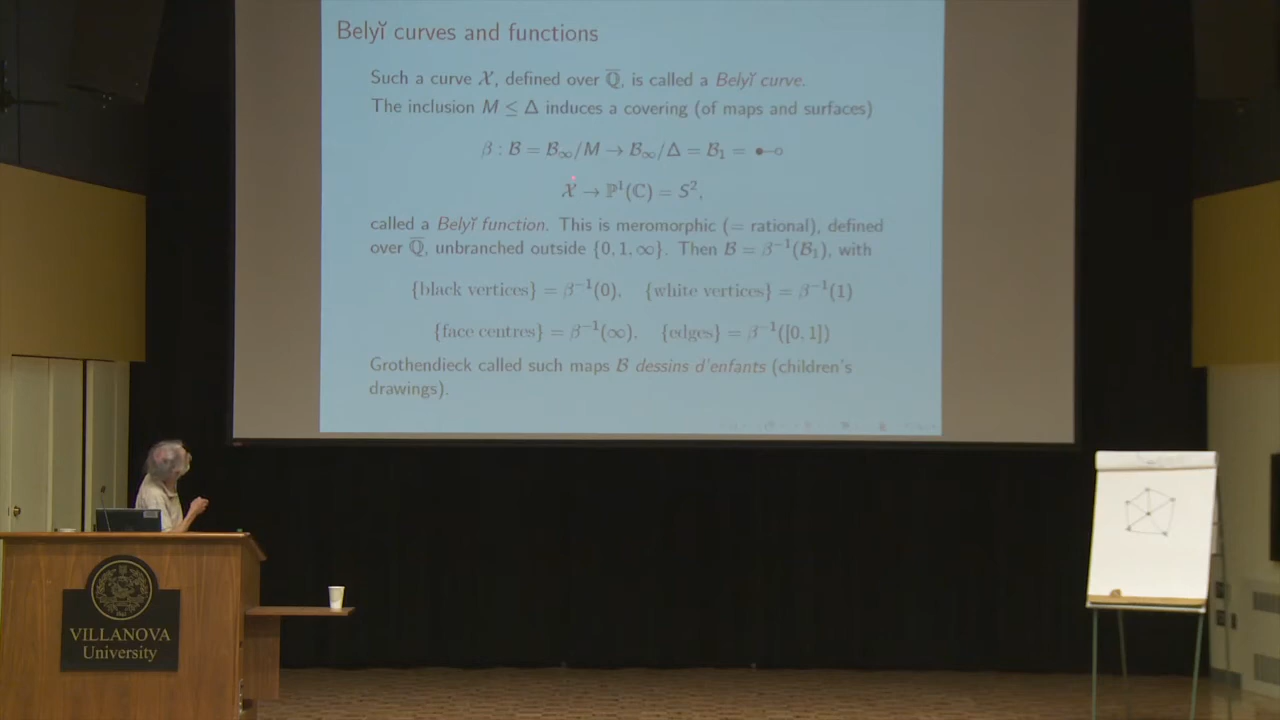 Belyĭ curves and functions
Such a curve 𝒳, defined over ℚ̅, is called a Belyĭ curve.
The inclusion M ≤ Δ induces a covering (of maps and surfaces)
β : ℬ = ℬ∞/M → ℬ∞/Δ = ℬ₁ = ●–○
𝒳 → ℙ¹(ℂ) = S²,
called a Belyĭ function. This is meromorphic (= rational), defined
over ℚ̅, unbranched outside {0, 1, ∞}. Then ℬ = β⁻¹(ℬ₁), with
{black vertices} = β⁻¹(0), {white vertices} = β⁻¹(1)
{face centres} = β⁻¹(∞), {edges} = β⁻¹([0, 1])
Grothendieck called such maps ℬ dessins d'enfants (children's
drawings).
VILLANOVA
University